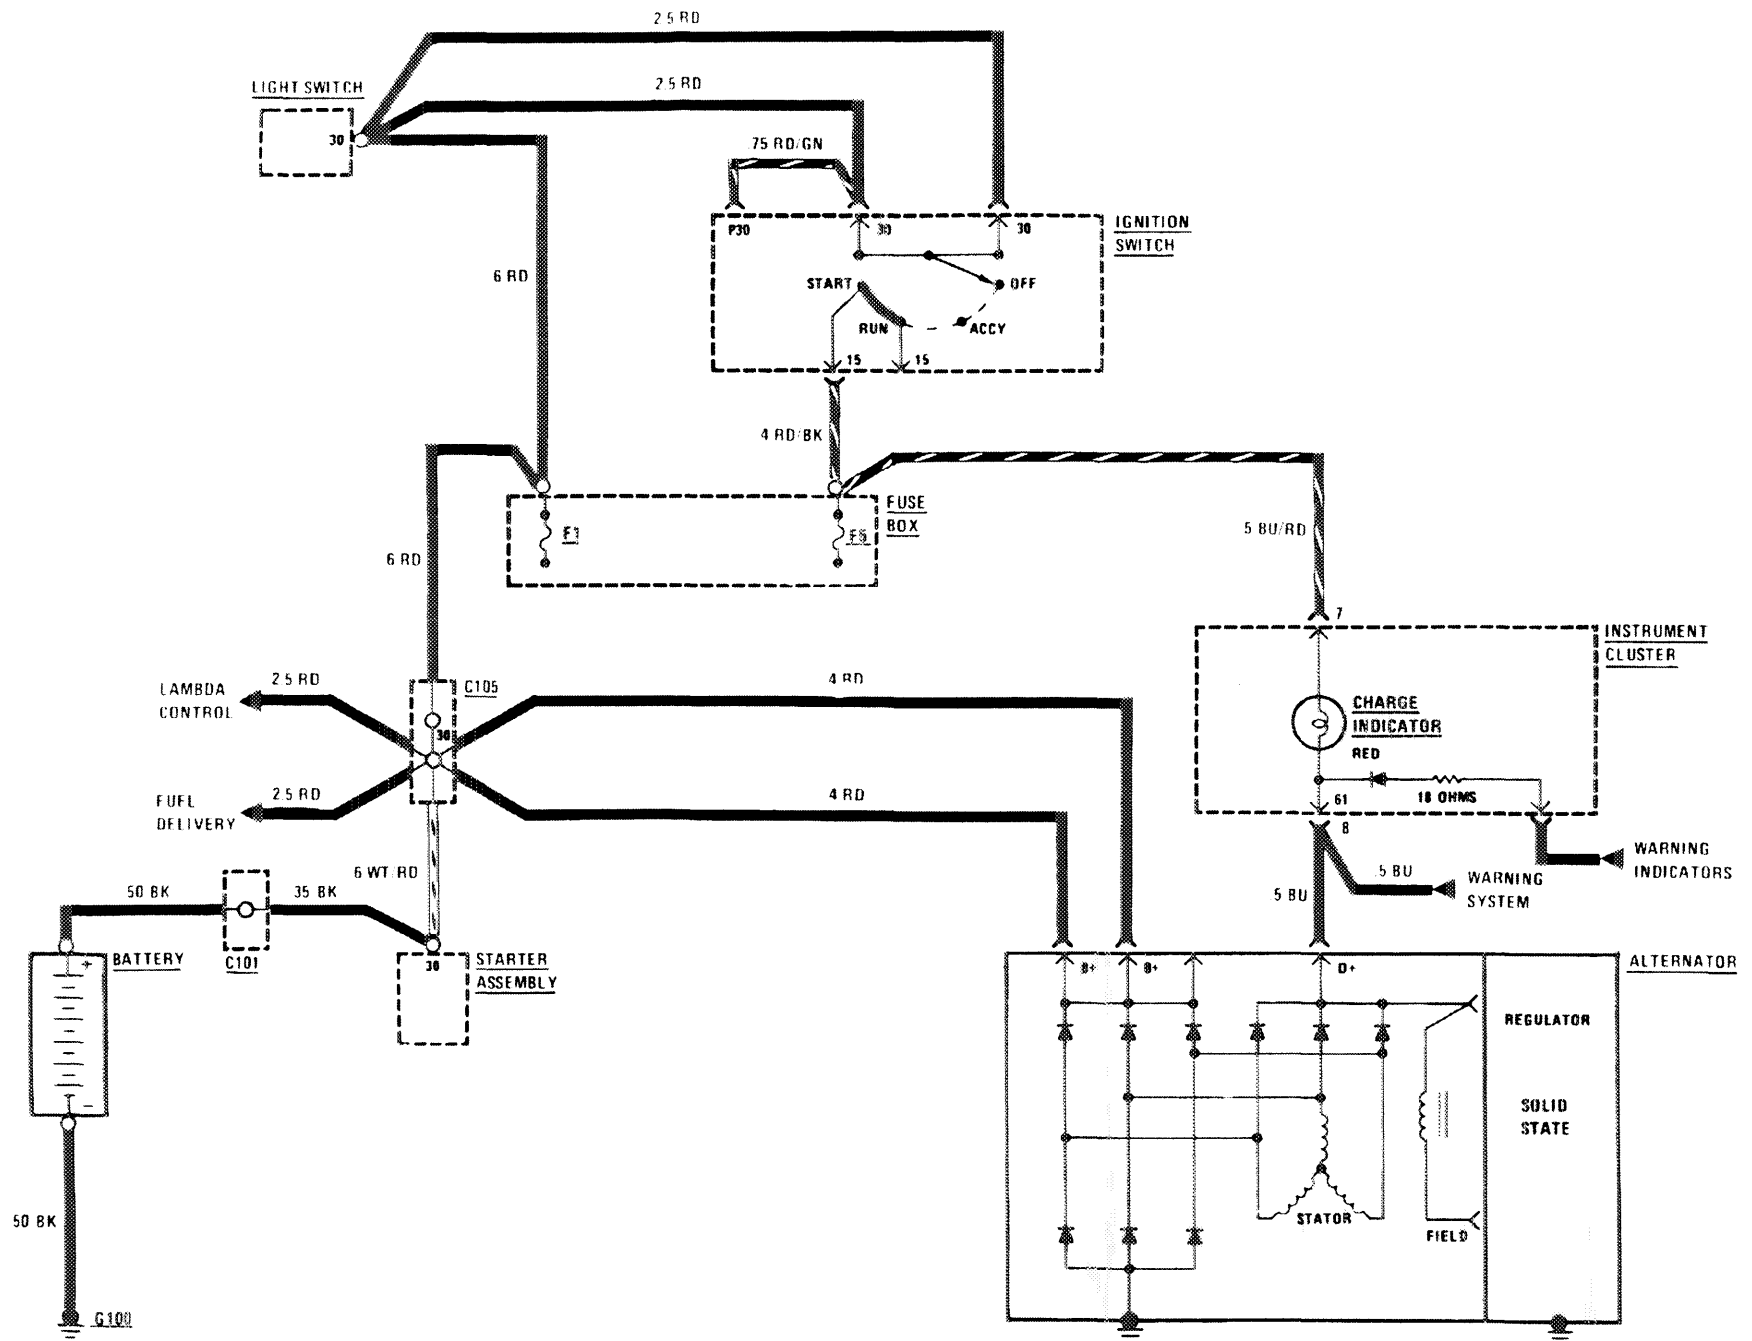 2.5 RD
LIGHT SWITCH
2.5 RD
30
.75 RD/GN
P30
30
30
IGNITION
SWITCH
6 RD
START
OFF
RUN
ACCY
15
15
4 RD/BK
FUSE
BOX
F1
F5
.5 BU/RD
6 RD
7
INSTRUMENT
CLUSTER
LAMBDA
CONTROL
2.5 RD
C105
4 RD
30
CHARGE
INDICATOR
RED
FUEL
DELIVERY
2.5 RD
4 RD
18 OHMS
61
8
WARNING
INDICATORS
6 WT/RD
50 BK
35 BK
.5 BU
.5 BU
WARNING
SYSTEM
BATTERY
+
C101
30
STARTER
ASSEMBLY
B+
B+
D+
ALTERNATOR
REGULATOR
SOLID
STATE
–
50 BK
STATOR
FIELD
G100